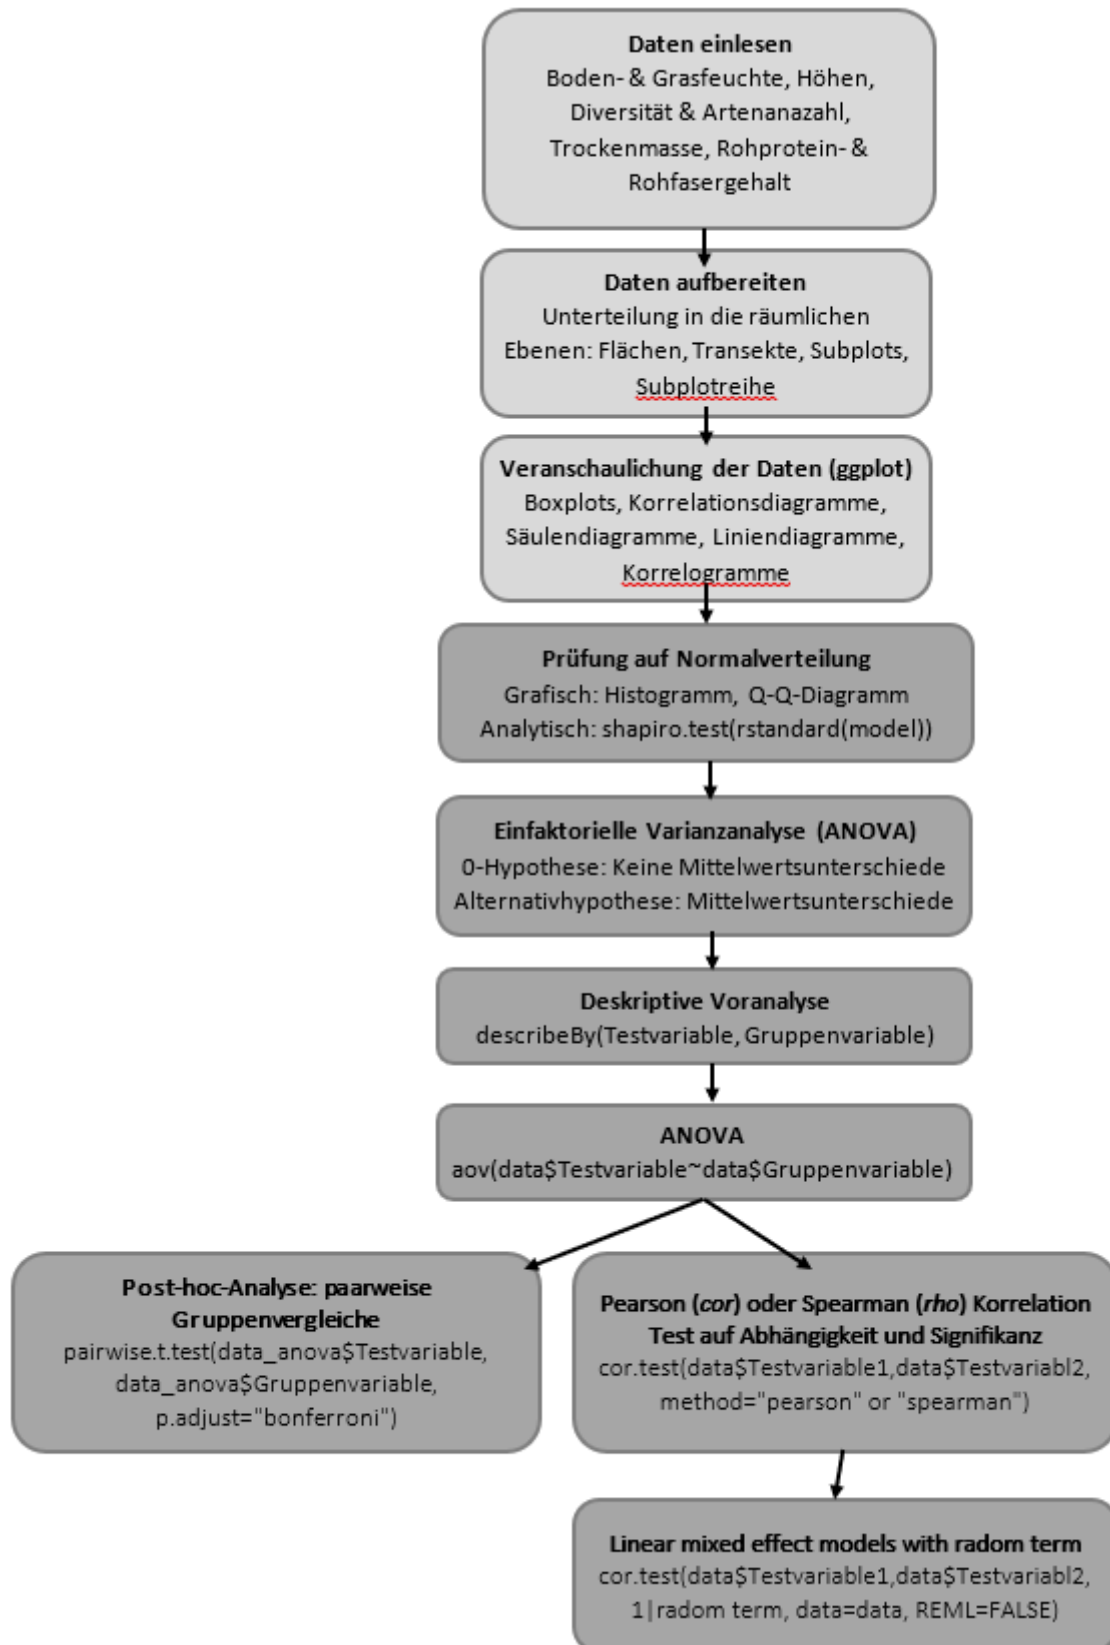 Daten einlesen
Boden- & Grasfeuchte, Höhen,
Diversität & Artenanazahl,
Trockenmasse, Rohprotein- &
Rohfasergehalt
Daten aufbereiten
Unterteilung in die räumlichen
Ebenen: Flächen, Transekte, Subplots,
Subplotreihe
Veranschaulichung der Daten (ggplot)
Boxplots, Korrelationsdiagramme,
Säulendiagramme, Liniendiagramme,
Korrelogramme
Prüfung auf Normalverteilung
Grafisch: Histogramm, Q-Q-Diagramm
Analytisch: shapiro.test(rstandard(model))
Einfaktorielle Varianzanalyse (ANOVA)
0-Hypothese: Keine Mittelwertsunterschiede
Alternativhypothese: Mittelwertsunterschiede
Deskriptive Voranalyse
describeBy(Testvariable, Gruppenvariable)
ANOVA
aov(data$Testvariable~data$Gruppenvariable)
Post-hoc-Analyse: paarweise
Gruppenvergleiche
pairwise.t.test(data_anova$Testvariable,
data_anova$Gruppenvariable,
p.adjust="bonferroni")
Pearson (cor) oder Spearman (rho) Korrelation
Test auf Abhängigkeit und Signifikanz
cor.test(data$Testvariable1,data$Testvariabl2,
method="pearson" or "spearman")
Linear mixed effect models with radom term
cor.test(data$Testvariable1,data$Testvariabl2,
1|radom term, data=data, REML=FALSE)